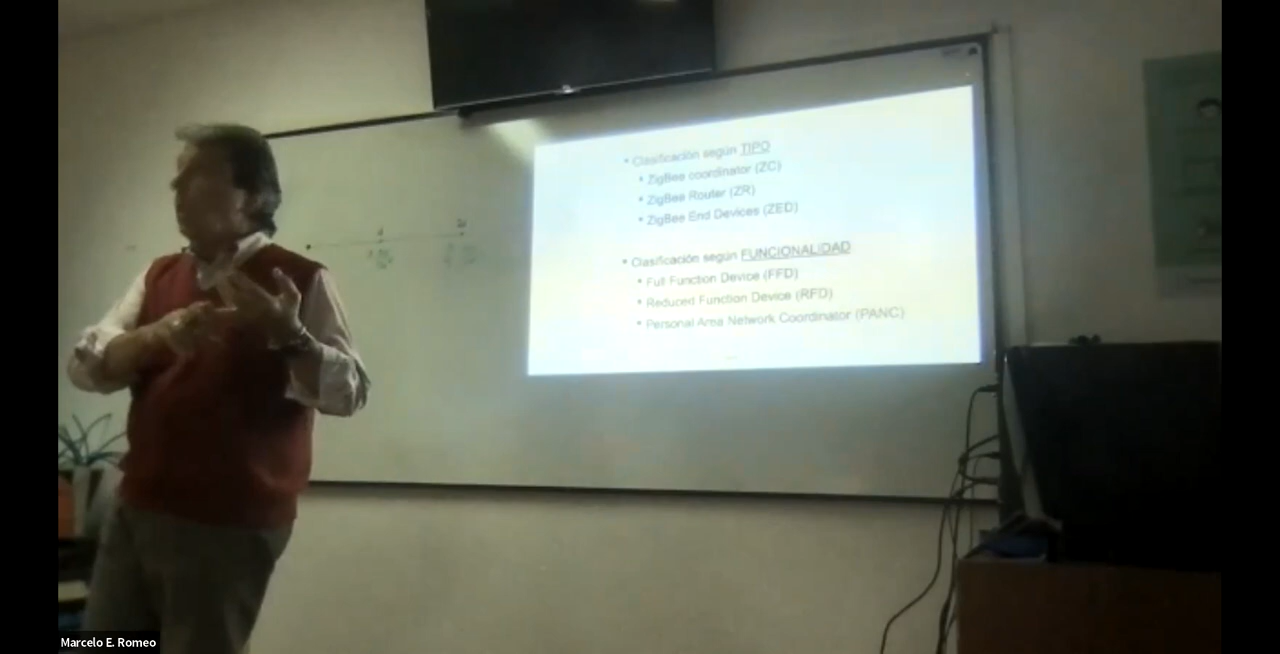 • Clasificación según TIPO
• ZigBee coordinator (ZC)
• ZigBee Router (ZR)
• ZigBee End Devices (ZED)
• Clasificación según FUNCIONALIDAD
• Full Function Device (FFD)
• Reduced Function Device (RFD)
• Personal Area Network Coordinator (PANC)
Marcelo E. Romeo